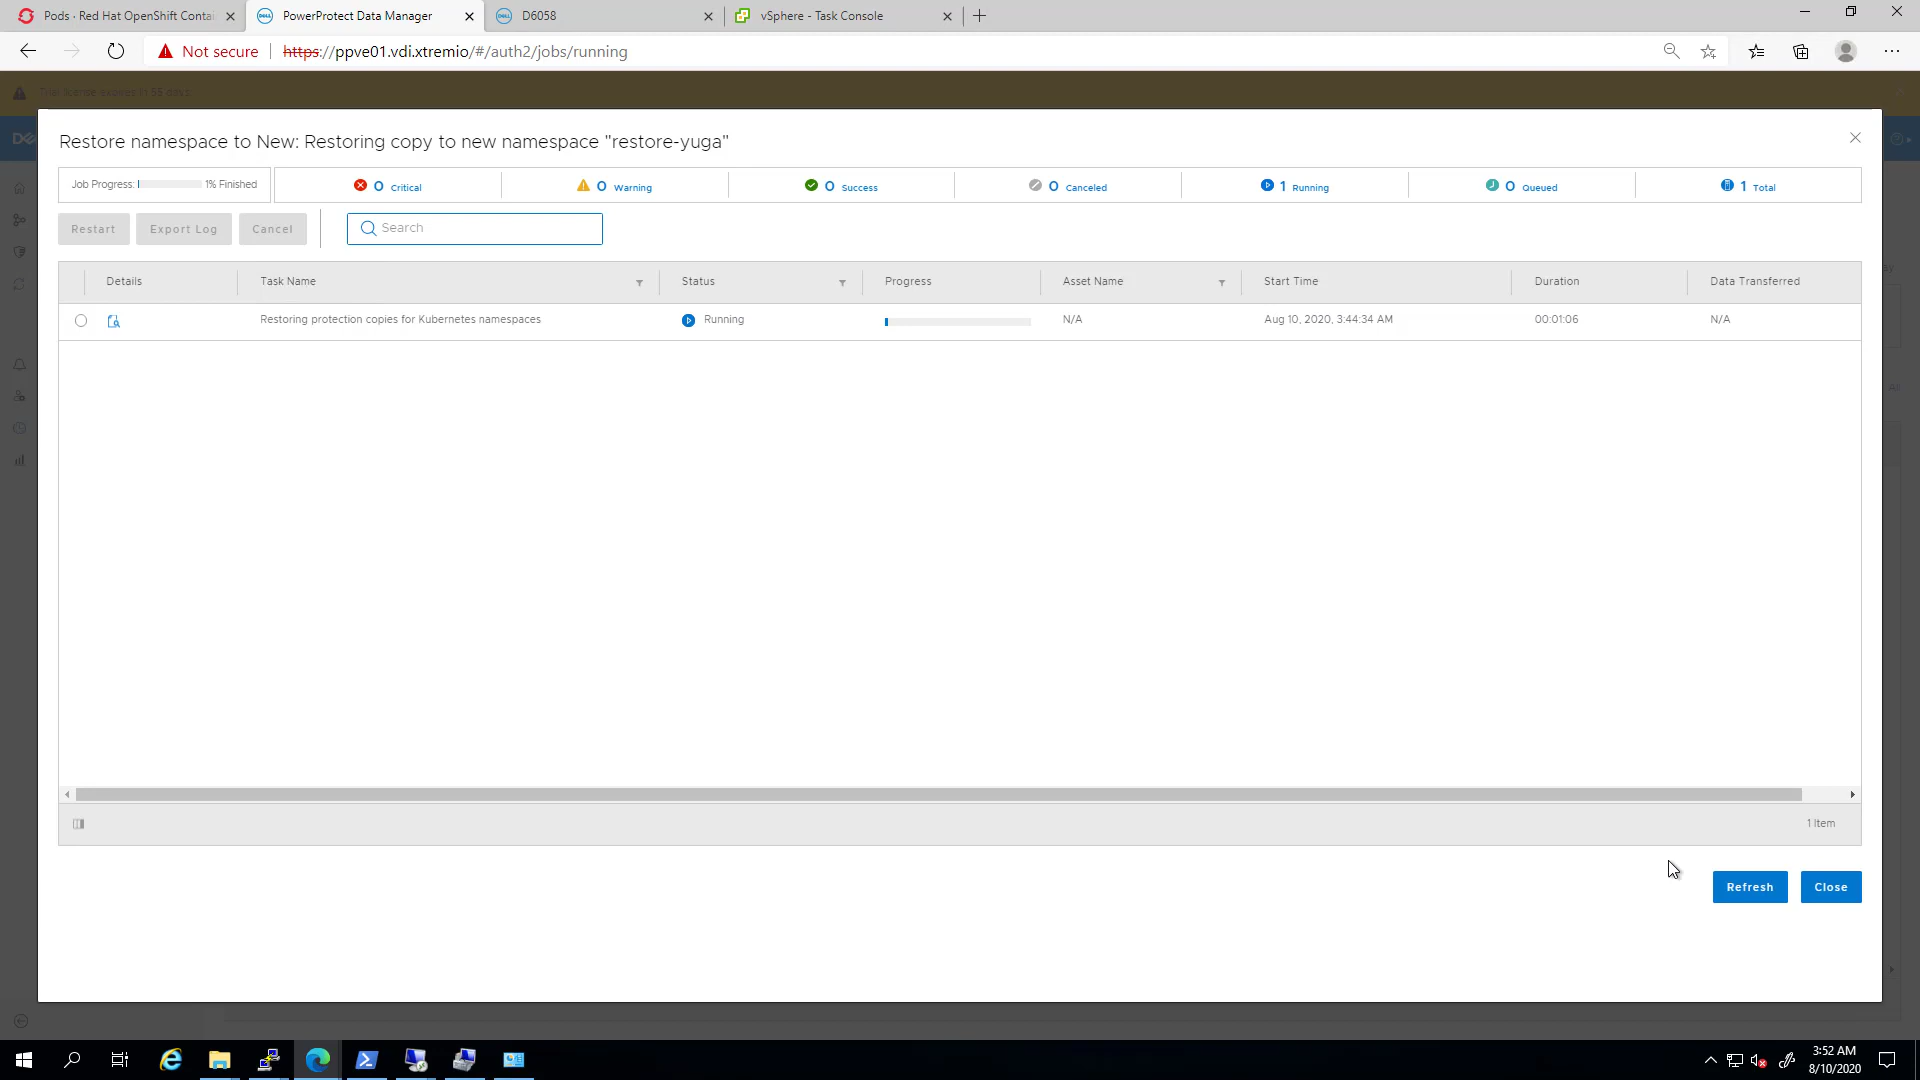 Pods · Red Hat OpenShift Contai
PowerProtect Data Manager
D6058
vSphere - Task Console
Not secure
https://ppve01.vdi.xtremio/#/auth2/jobs/running
Restore namespace to New: Restoring copy to new namespace "restore-yuga"
Job Progress: 1% Finished
0 Critical
0 Warning
0 Success
0 Canceled
1 Running
0 Queued
1 Total
Restart
Export Log
Cancel
Search
Details Task Name Status Progress Asset Name Start Time Duration Data Transferred
Restoring protection copies for Kubernetes namespaces Running N/A Aug 10, 2020, 3:44:34 AM 00:01:06 N/A
1 Item
Refresh
Close
3:52 AM
8/10/2020